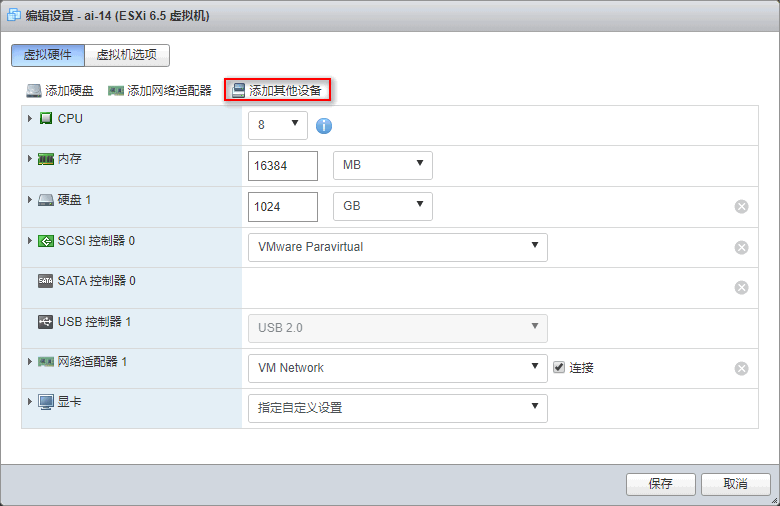 编辑设置 - ai-14 (ESXi 6.5 虚拟机)
虚拟硬件 虚拟机选项
添加硬盘 添加网络适配器 添加其他设备
CPU 8
内存 16384 MB
硬盘 1 1024 GB
SCSI 控制器 0 VMware Paravirtual
SATA 控制器 0
USB 控制器 1 USB 2.0
网络适配器 1 VM Network 连接
显卡 指定自定义设置
保存 取消